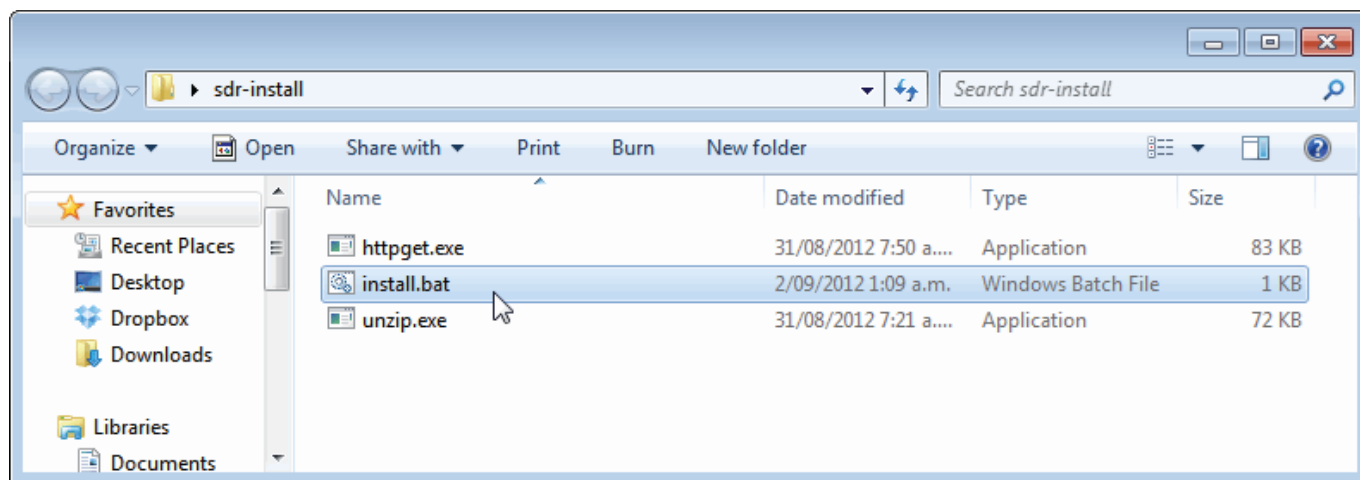 sdr-install
Search sdr-install
Organize Open Share with Print Burn New folder
Favorites
Recent Places
Desktop
Dropbox
Downloads
Libraries
Documents
Name Date modified Type Size
httpget.exe 31/08/2012 7:50 a.... Application 83 KB
install.bat 2/09/2012 1:09 a.m. Windows Batch File 1 KB
unzip.exe 31/08/2012 7:21 a.... Application 72 KB